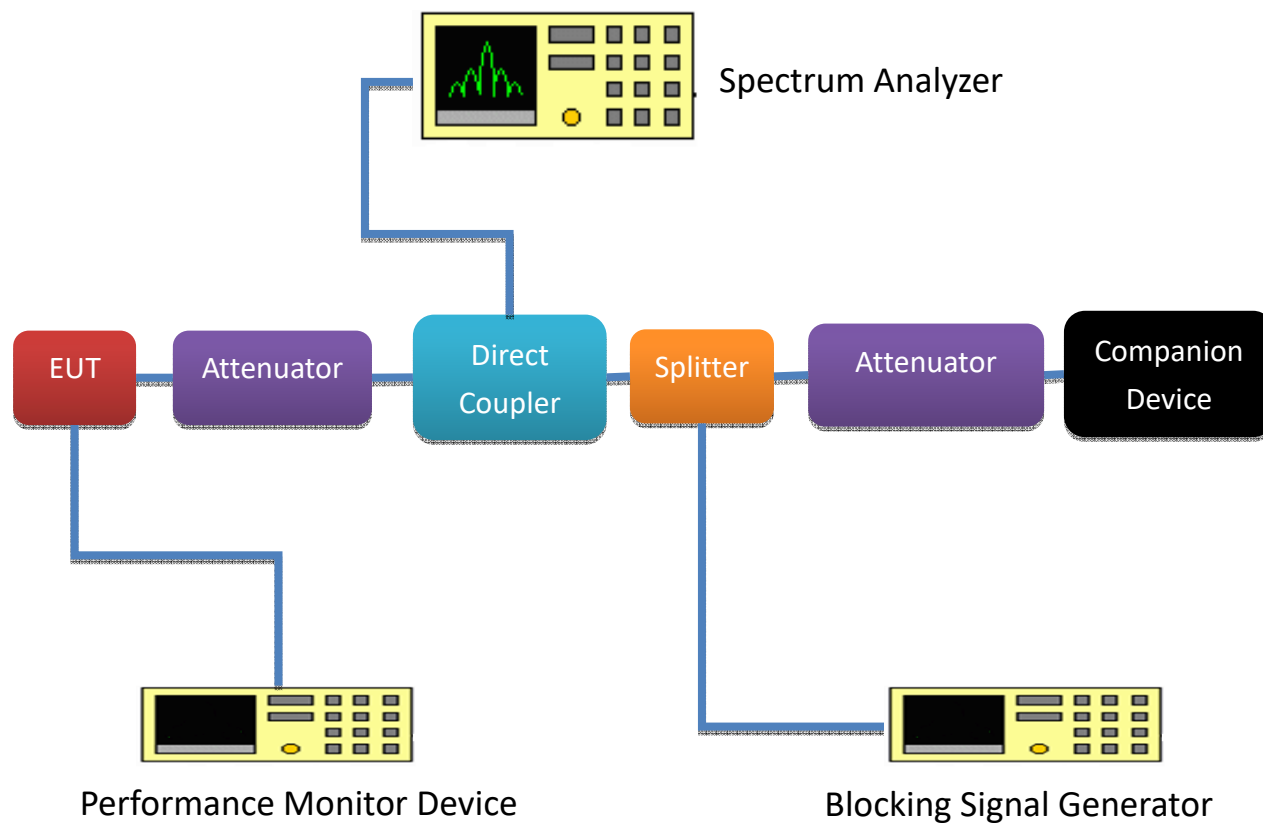 Spectrum Analyzer
EUT
Attenuator
Direct
Coupler
Splitter
Attenuator
Companion
Device
Performance Monitor Device
Blocking Signal Generator